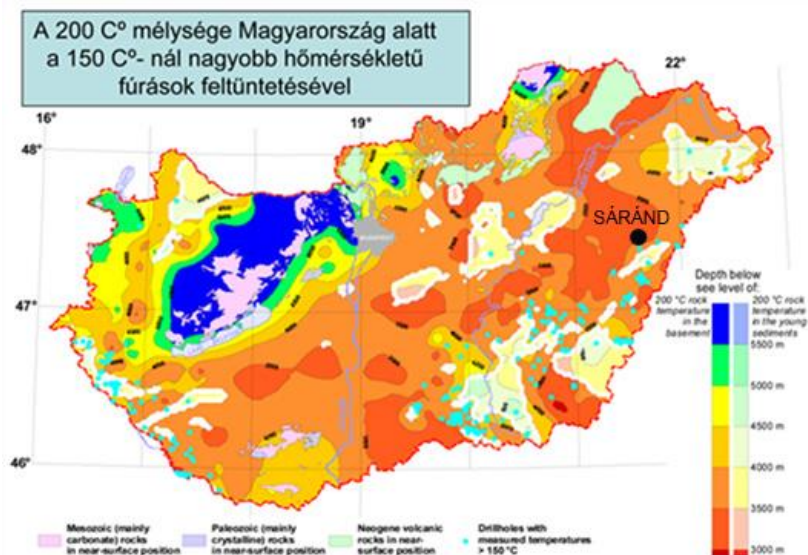 A 200 Cº mélysége Magyarország alatt
a 150 Cº- nál nagyobb hőmérsékletű
fúrások feltüntetésével
16°
19°
22°
48°
47°
46°
SÁRÁND
Depth below
see level of:
200 °C rock
temperature
in the
basement
200 °C rock
temperature
in the young
sediments
5500 m
5000 m
4500 m
4000 m
3500 m
3000 m
Mesozoic (mainly
carbonate) rocks
in near-surface position
Paleozoic (mainly
crystalline) rocks
in near-surface position
Neogene volcanic
rocks in near-
surface position
Drillholes with
measured temperatures
> 150 °C